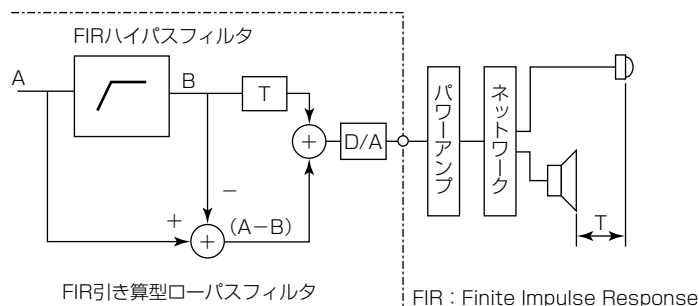 FIRハイパスフィルタ
A
B
T
D/A
パワーアンプ
ネットワーク
T
−
+
(A−B)
+
+
FIR引き算型ローパスフィルタ
FIR：Finite Impulse Response